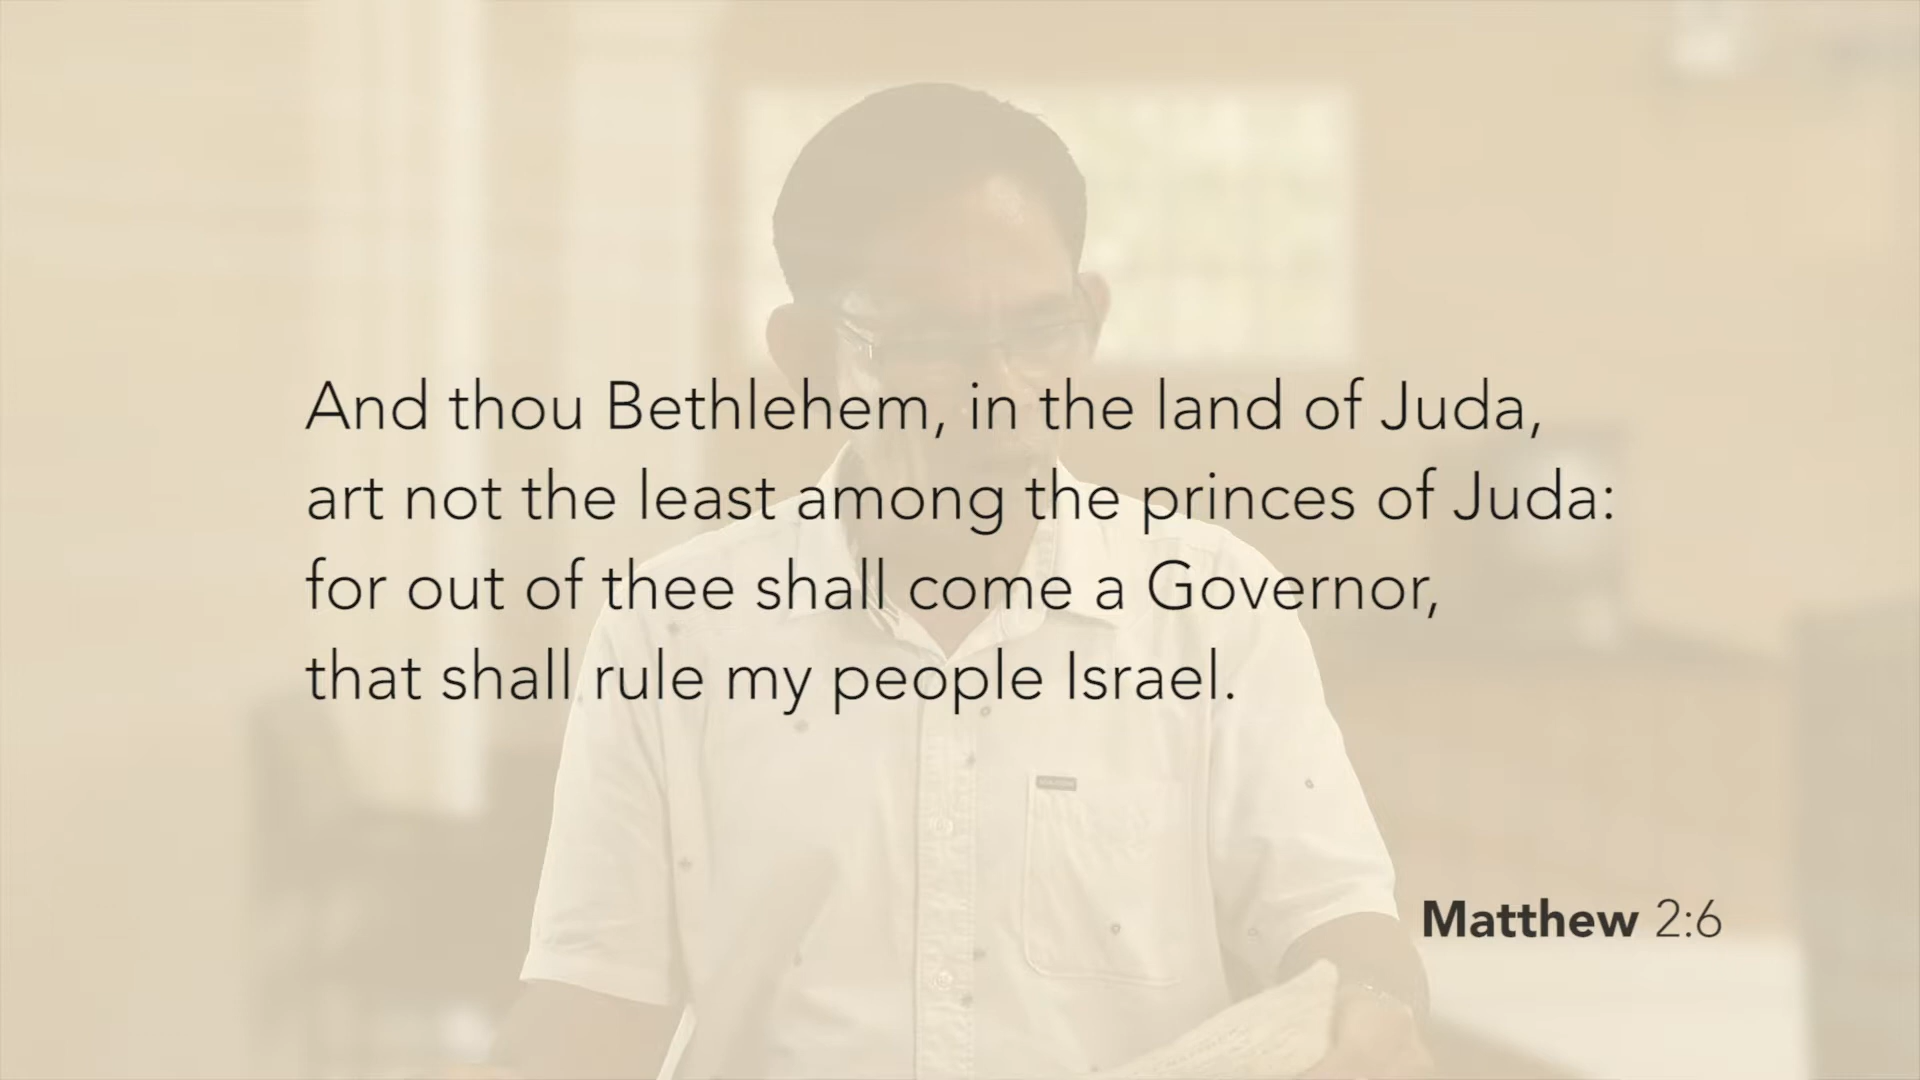 And thou Bethlehem, in the land of Juda,
art not the least among the princes of Juda:
for out of thee shall come a Governor,
that shall rule my people Israel.
Matthew 2:6